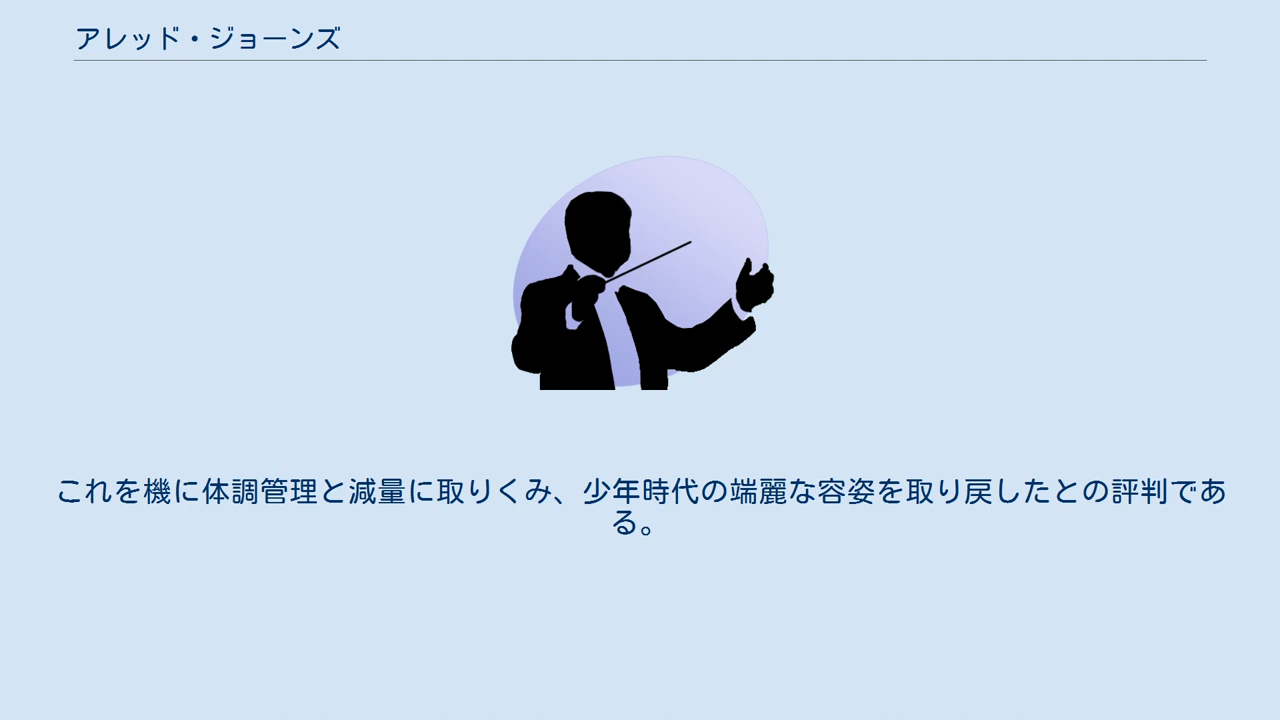 アレッド・ジョーンズ
これを機に体調管理と減量に取りくみ、少年時代の端麗な容姿を取り戻したとの評判であ
る。